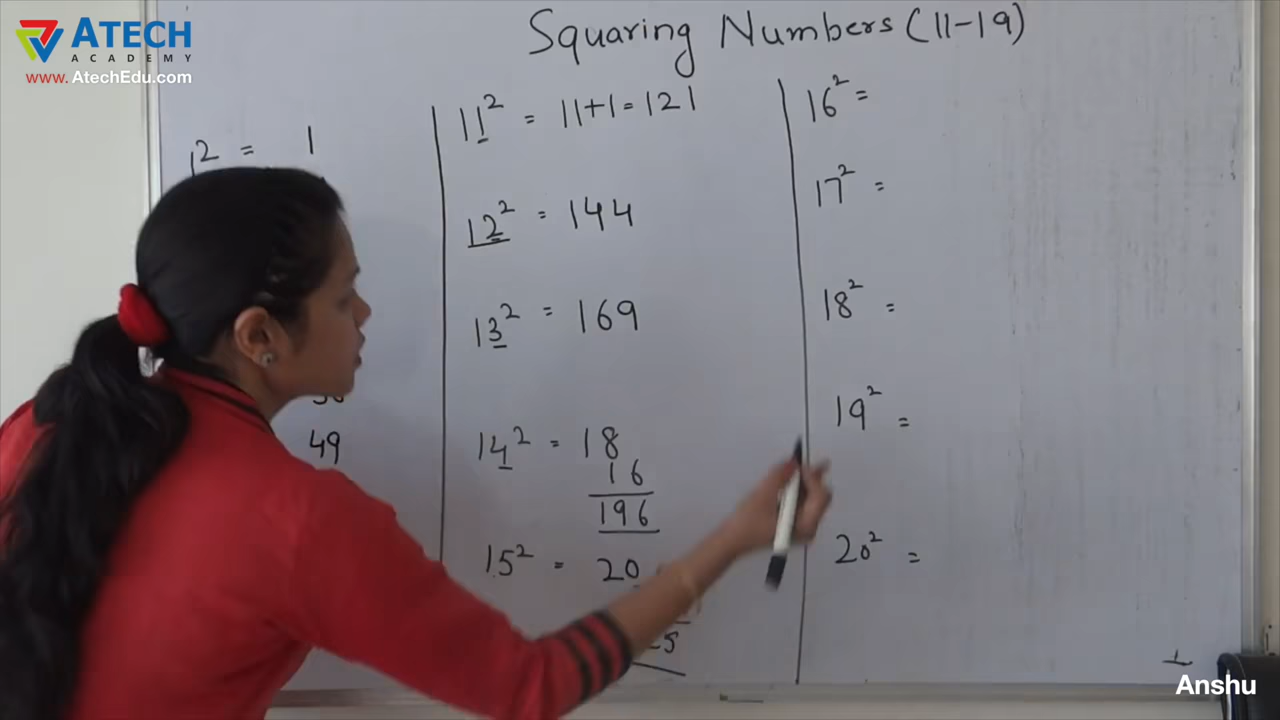 ATECH
ACADEMY
www.AtechEdu.com
Squaring Numbers (11-19)
1² = 1
49
11² = 11+1 = 121
12² = 144
13² = 169
14² = 18
16
196
15² = 20
25
16² =
17² =
18² =
19² =
20² =
Anshu